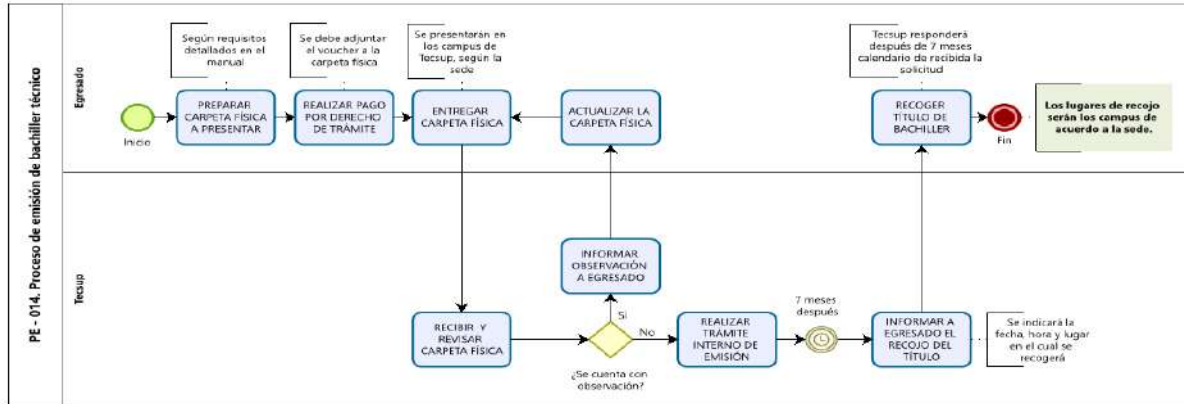 PE - 014. Proceso de emisión de bachiller técnico
Egresado
Según requisitos
detallados en el
manual
Se debe adjuntar
el voucher a la
carpeta física
Se presentarán en
los campus de
Tecsup, según la
sede
Tecsup responderá
después de 7 meses
calendario de recibida la
solicitud
Inicio
PREPARAR
CARPETA FÍSICA
A PRESENTAR
REALIZAR PAGO
POR DERECHO
DE TRÁMITE
ENTREGAR
CARPETA FÍSICA
ACTUALIZAR LA
CARPETA FÍSICA
RECOGER
TÍTULO DE
BACHILLER
Fin
Los lugares de recojo
serán los campus de
acuerdo a la sede.
Tecsup
INFORMAR
OBSERVACIÓN
A EGRESADO
RECIBIR Y
REVISAR
CARPETA FÍSICA
Si
No
¿Se cuenta con
observación?
REALIZAR
TRÁMITE
INTERNO DE
EMISIÓN
7 meses
después
INFORMAR A
EGRESADO EL
RECOJO DEL
TÍTULO
Se indicará la
fecha, hora y lugar
en el cual se
recogerá